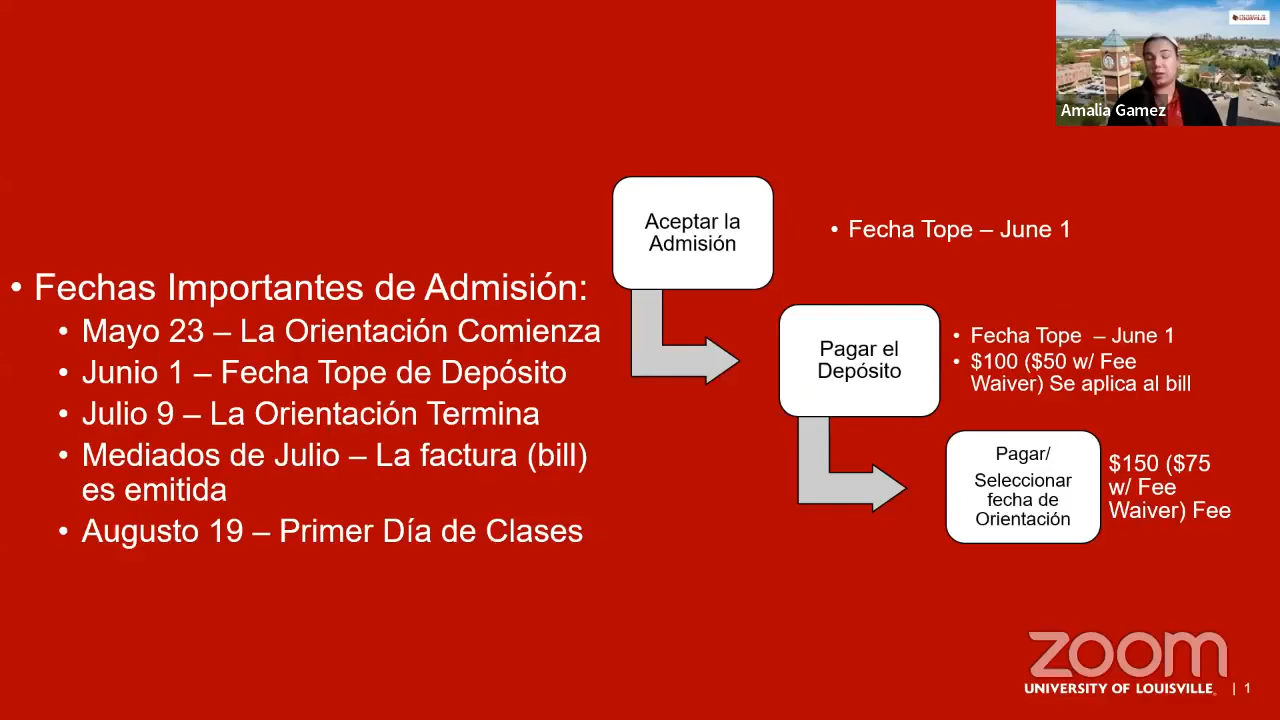 Amalia Gamez
• Fechas Importantes de Admisión:
• Mayo 23 – La Orientación Comienza
• Junio 1 – Fecha Tope de Depósito
• Julio 9 – La Orientación Termina
• Mediados de Julio – La factura (bill)
es emitida
• Augusto 19 – Primer Día de Clases
Aceptar la
Admisión
• Fecha Tope – June 1
Pagar el
Depósito
• Fecha Tope – June 1
• $100 ($50 w/ Fee
Waiver) Se aplica al bill
Pagar/
Seleccionar
fecha de
Orientación
$150 ($75
w/ Fee
Waiver) Fee
zoom
UNIVERSITY OF LOUISVILLE. | 1